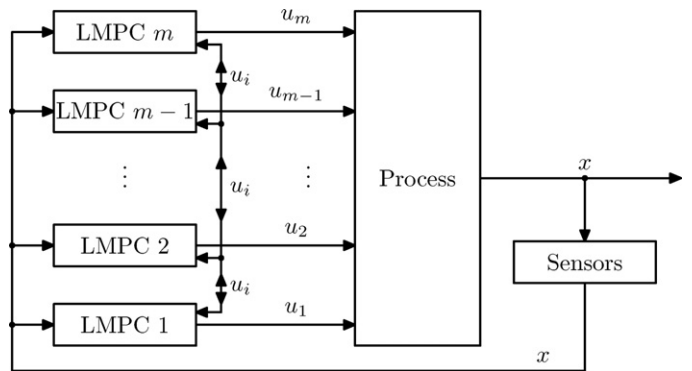 LMPC m
u_m
u_i
LMPC m − 1
u_{m−1}
x
⋮
⋮
Process
u_i
LMPC 2
u_2
Sensors
u_i
LMPC 1
u_1
x